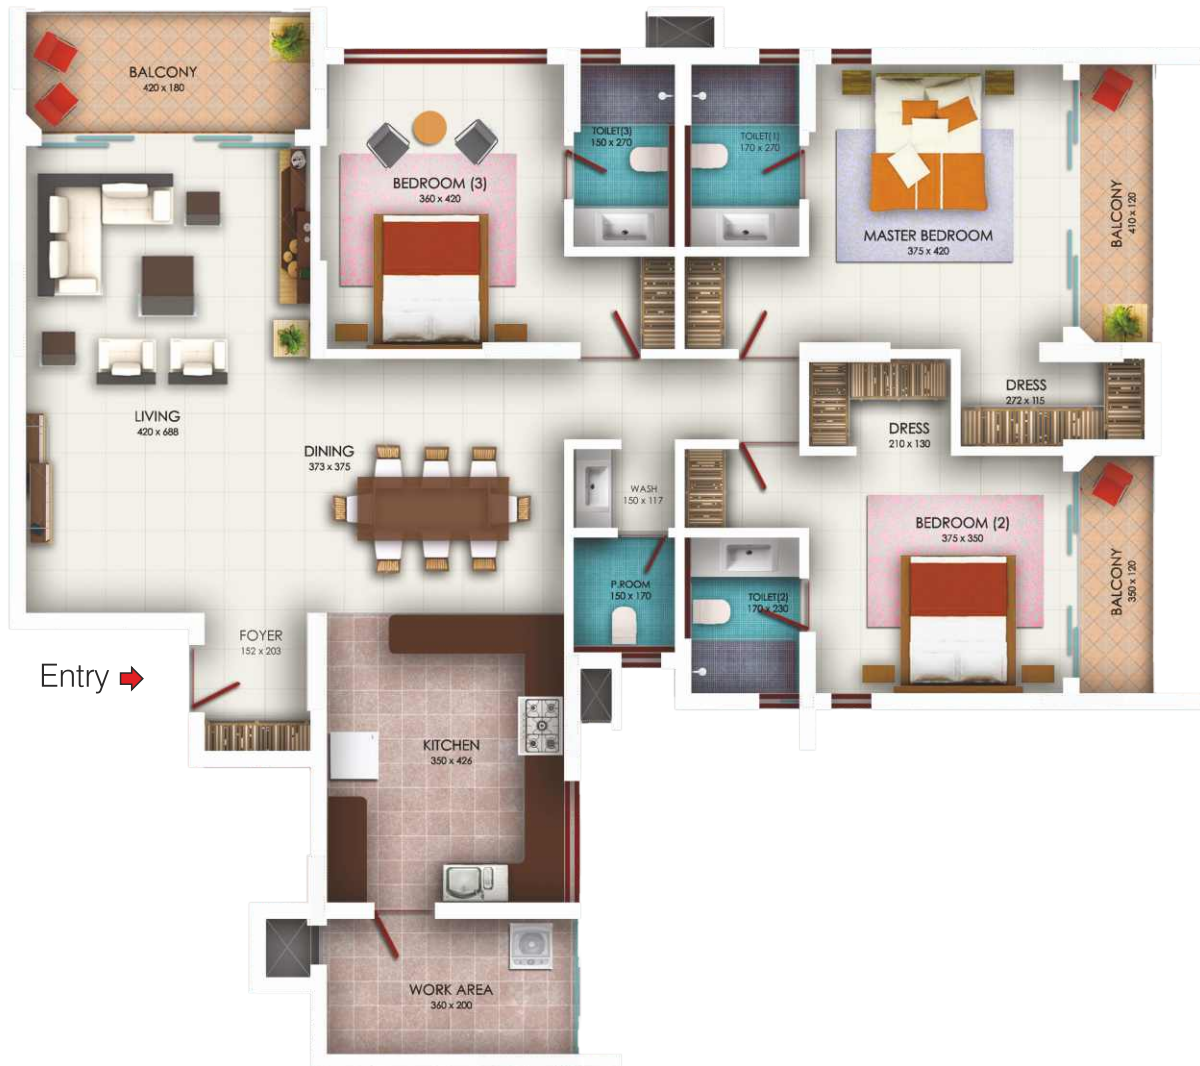 BALCONY
420 x 180
BEDROOM (3)
360 x 420
TOILET(3)
150 x 270
TOILET(1)
170 x 270
MASTER BEDROOM
375 x 420
BALCONY
410 x 120
LIVING
420 x 688
DINING
373 x 375
DRESS
272 x 115
DRESS
210 x 130
WASH
150 x 117
BEDROOM (2)
375 x 350
BALCONY
350 x 120
P.ROOM
150 x 170
TOILET(2)
170 x 230
FOYER
152 x 203
Entry
KITCHEN
350 x 426
WORK AREA
360 x 200